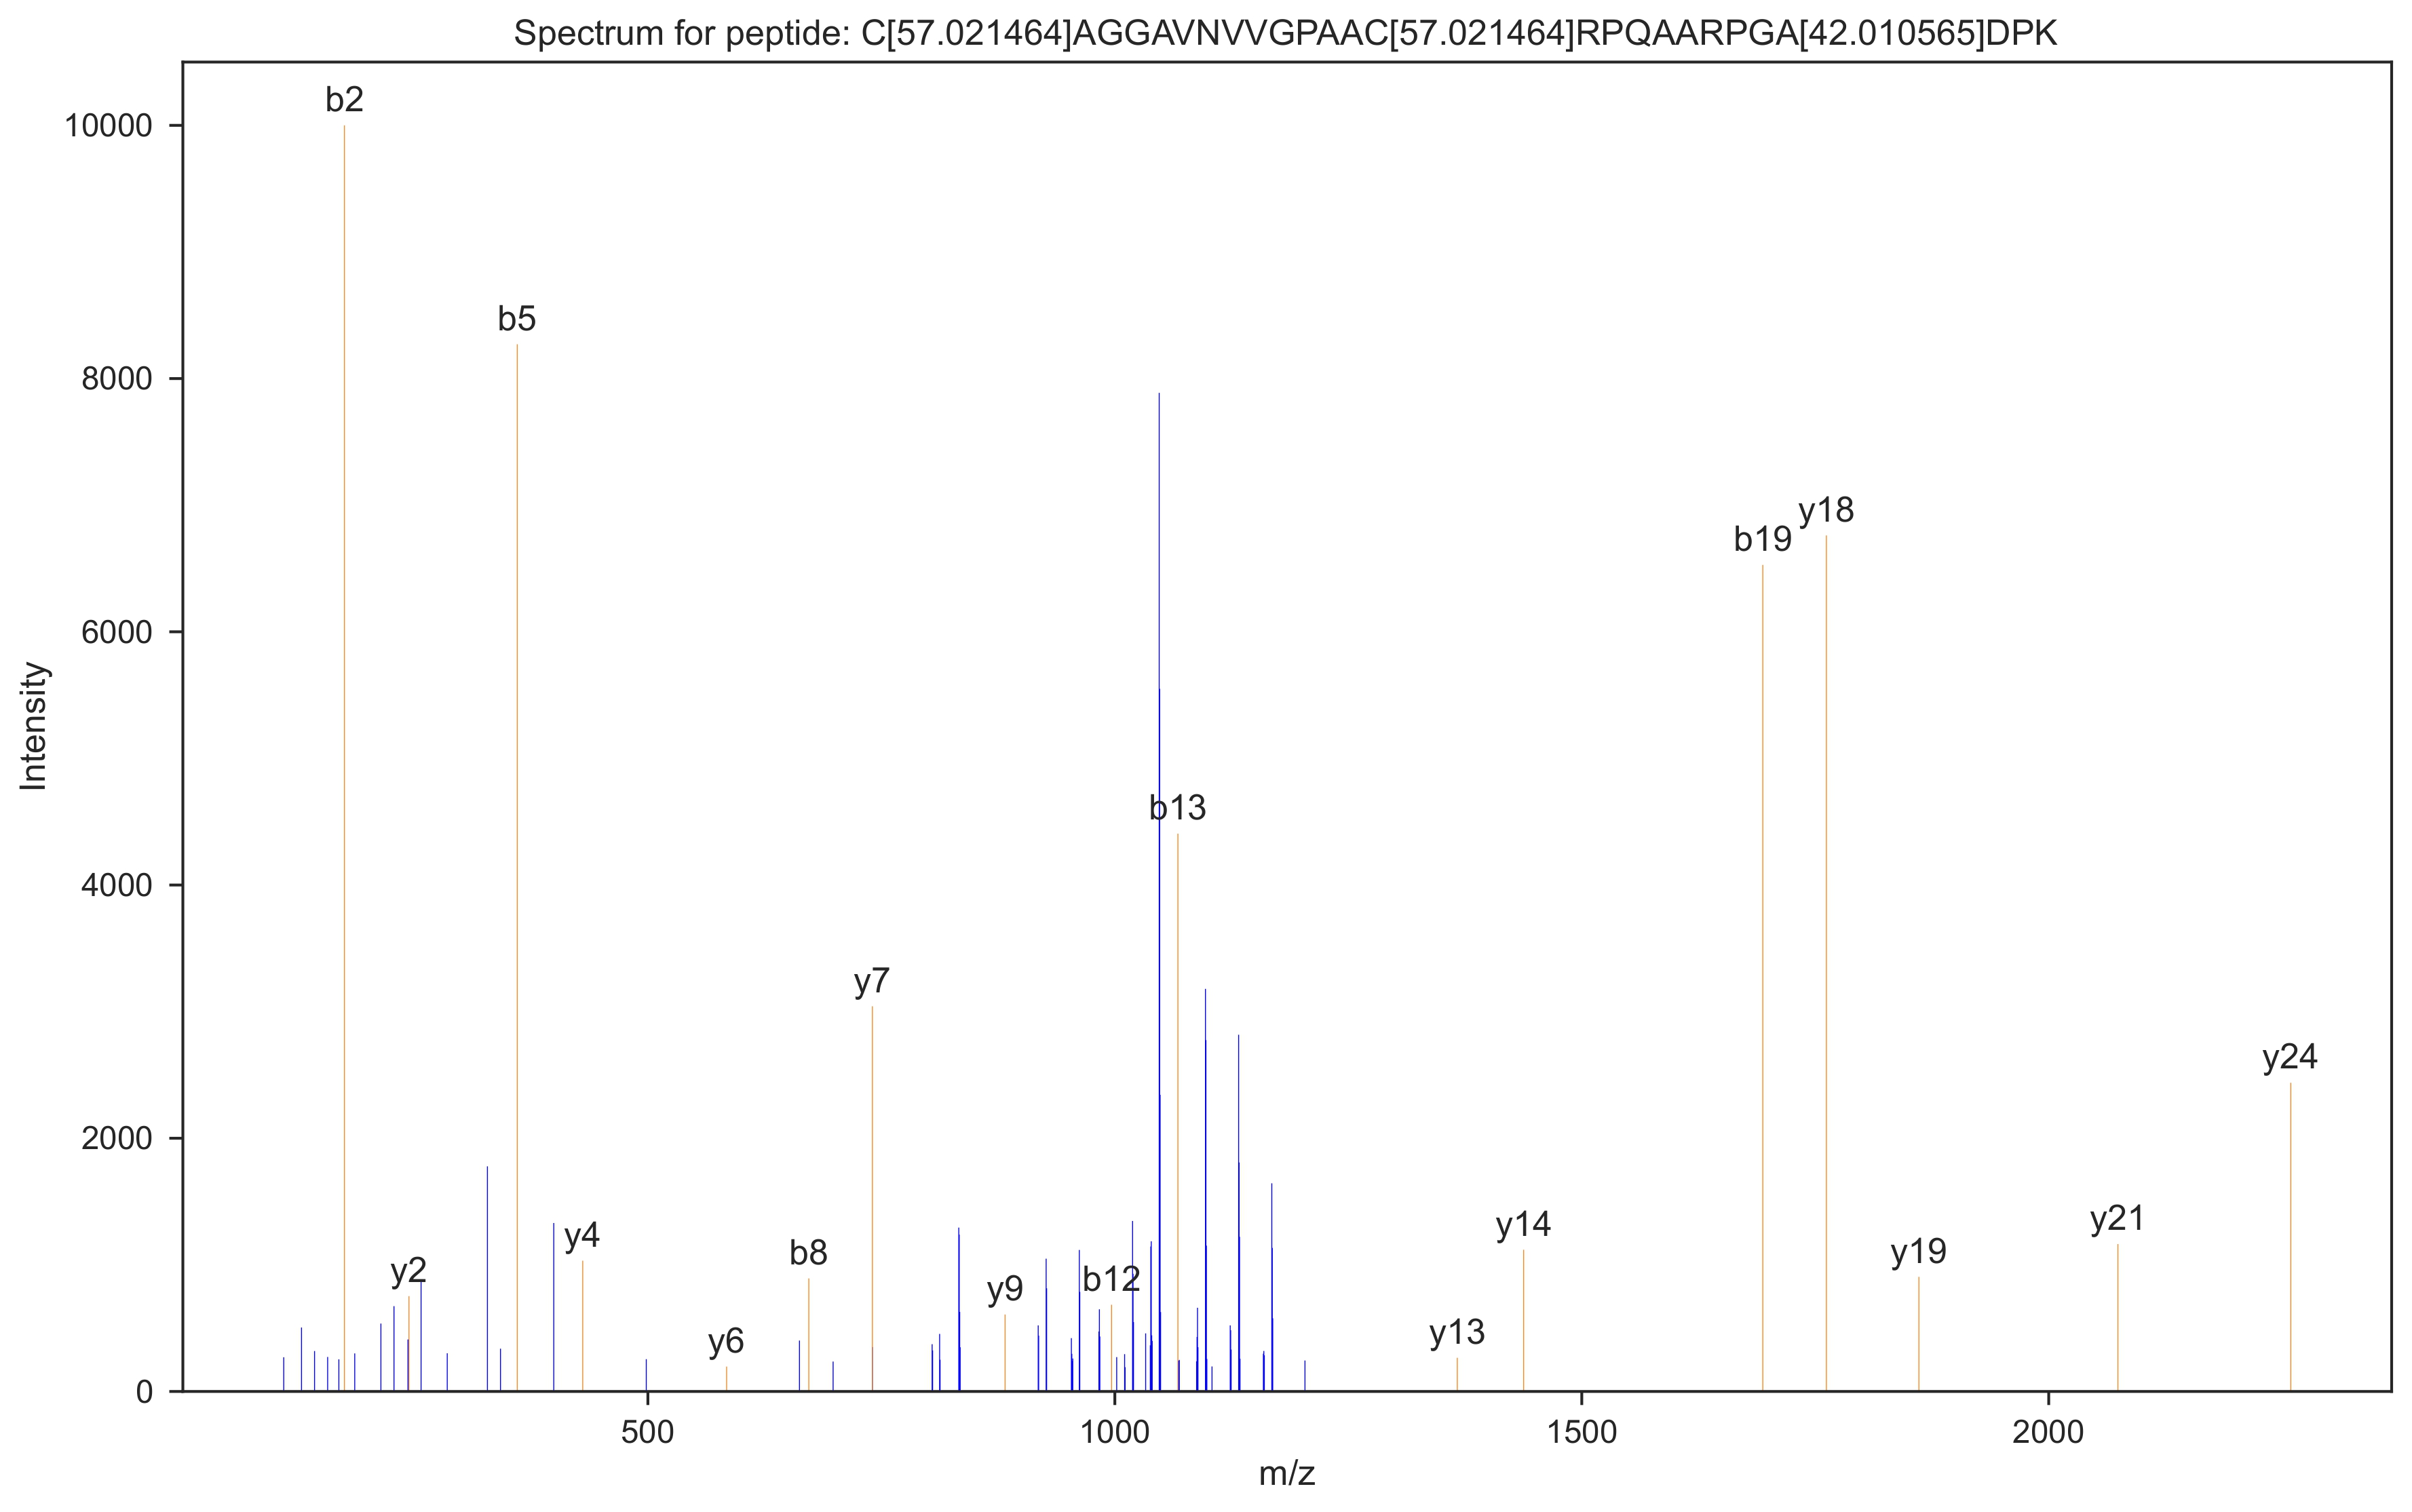 Spectrum for peptide: C[57.021464]AGGAVNVVGPAAC[57.021464]RPQAARPGA[42.010565]DPK
b2
10000
b5
8000
y18
b19
6000
Intensity
b13
4000
y7
y24
2000
y2
y4
b8
y6
y9
b12
y13
y14
y19
y21
0
500
1000
1500
2000
m/z